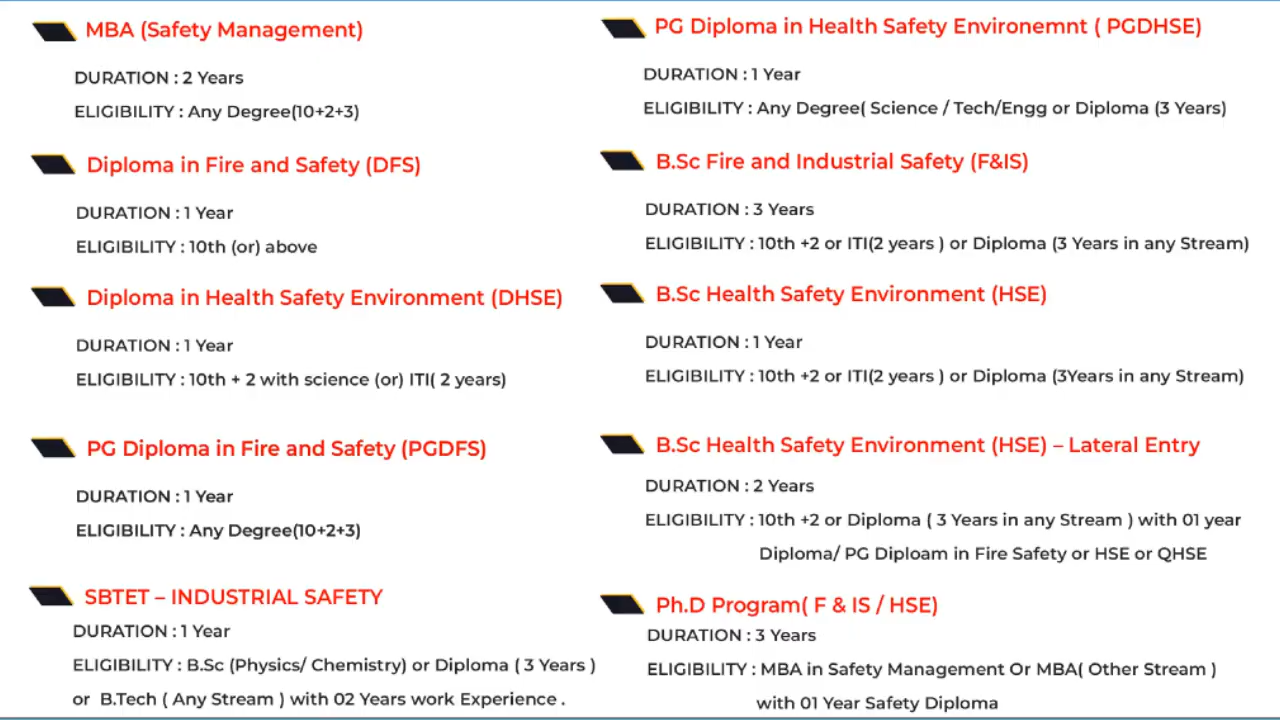 MBA (Safety Management)
DURATION : 2 Years
ELIGIBILITY : Any Degree(10+2+3)
Diploma in Fire and Safety (DFS)
DURATION : 1 Year
ELIGIBILITY : 10th (or) above
Diploma in Health Safety Environment (DHSE)
DURATION : 1 Year
ELIGIBILITY : 10th + 2 with science (or) ITI( 2 years)
PG Diploma in Fire and Safety (PGDFS)
DURATION : 1 Year
ELIGIBILITY : Any Degree(10+2+3)
SBTET – INDUSTRIAL SAFETY
DURATION : 1 Year
ELIGIBILITY : B.Sc (Physics/ Chemistry) or Diploma ( 3 Years )
or B.Tech ( Any Stream ) with 02 Years work Experience .
PG Diploma in Health Safety Environemnt ( PGDHSE)
DURATION : 1 Year
ELIGIBILITY : Any Degree( Science / Tech/Engg or Diploma (3 Years)
B.Sc Fire and Industrial Safety (F&IS)
DURATION : 3 Years
ELIGIBILITY : 10th +2 or ITI(2 years ) or Diploma (3 Years in any Stream)
B.Sc Health Safety Environment (HSE)
DURATION : 1 Year
ELIGIBILITY : 10th +2 or ITI(2 years ) or Diploma (3Years in any Stream)
B.Sc Health Safety Environment (HSE) – Lateral Entry
DURATION : 2 Years
ELIGIBILITY : 10th +2 or Diploma ( 3 Years in any Stream ) with 01 year
Diploma/ PG Diploam in Fire Safety or HSE or QHSE
Ph.D Program( F & IS / HSE)
DURATION : 3 Years
ELIGIBILITY : MBA in Safety Management Or MBA( Other Stream )
with 01 Year Safety Diploma